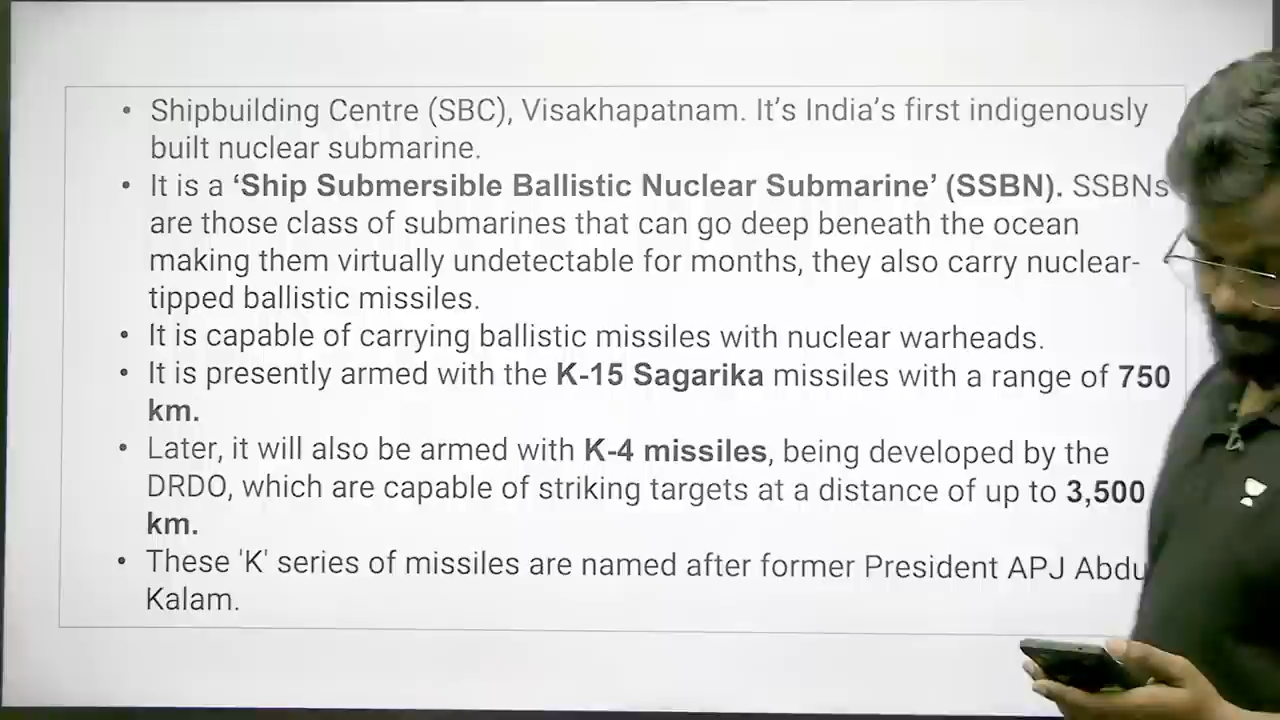 • Shipbuilding Centre (SBC), Visakhapatnam. It's India's first indigenously
built nuclear submarine.
• It is a ‘Ship Submersible Ballistic Nuclear Submarine’ (SSBN). SSBNs
are those class of submarines that can go deep beneath the ocean
making them virtually undetectable for months, they also carry nuclear-
tipped ballistic missiles.
• It is capable of carrying ballistic missiles with nuclear warheads.
• It is presently armed with the K-15 Sagarika missiles with a range of 750
km.
• Later, it will also be armed with K-4 missiles, being developed by the
DRDO, which are capable of striking targets at a distance of up to 3,500
km.
• These 'K' series of missiles are named after former President APJ Abdu
Kalam.